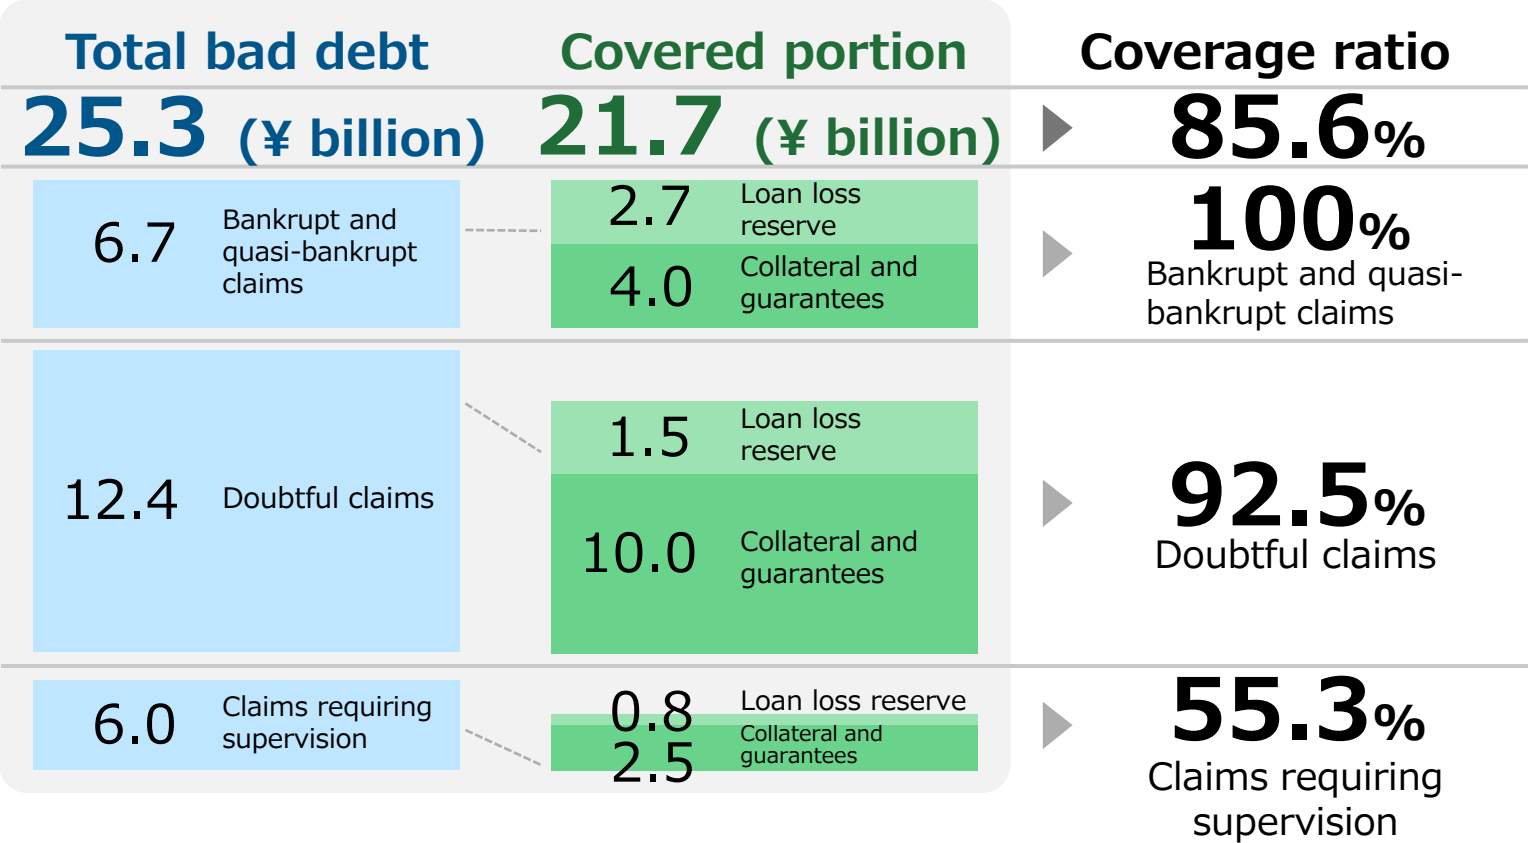 Total bad debt
Covered portion
Coverage ratio
25.3 (¥ billion)
21.7 (¥ billion)
85.6%
6.7
Bankrupt and
quasi-bankrupt
claims
2.7
Loan loss
reserve
4.0
Collateral and
guarantees
100%
Bankrupt and quasi-
bankrupt claims
12.4
Doubtful claims
1.5
Loan loss
reserve
10.0
Collateral and
guarantees
92.5%
Doubtful claims
6.0
Claims requiring
supervision
0.8
Loan loss reserve
2.5
Collateral and
guarantees
55.3%
Claims requiring
supervision